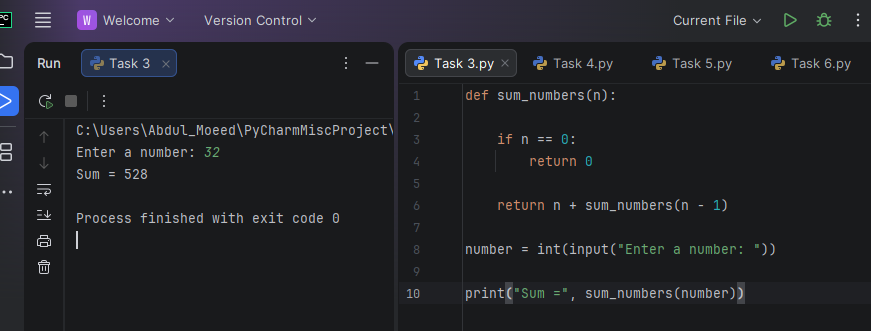 PC
W Welcome
Version Control
Current File
Run
Task 3
Task 3.py
Task 4.py
Task 5.py
Task 6.py
C:\Users\Abdul_Moeed\PyCharmMiscProject\
Enter a number: 32
Sum = 528
Process finished with exit code 0
1 def sum_numbers(n):
2
3 if n == 0:
4 return 0
5
6 return n + sum_numbers(n - 1)
7
8 number = int(input("Enter a number: "))
9
10 print("Sum =", sum_numbers(number))